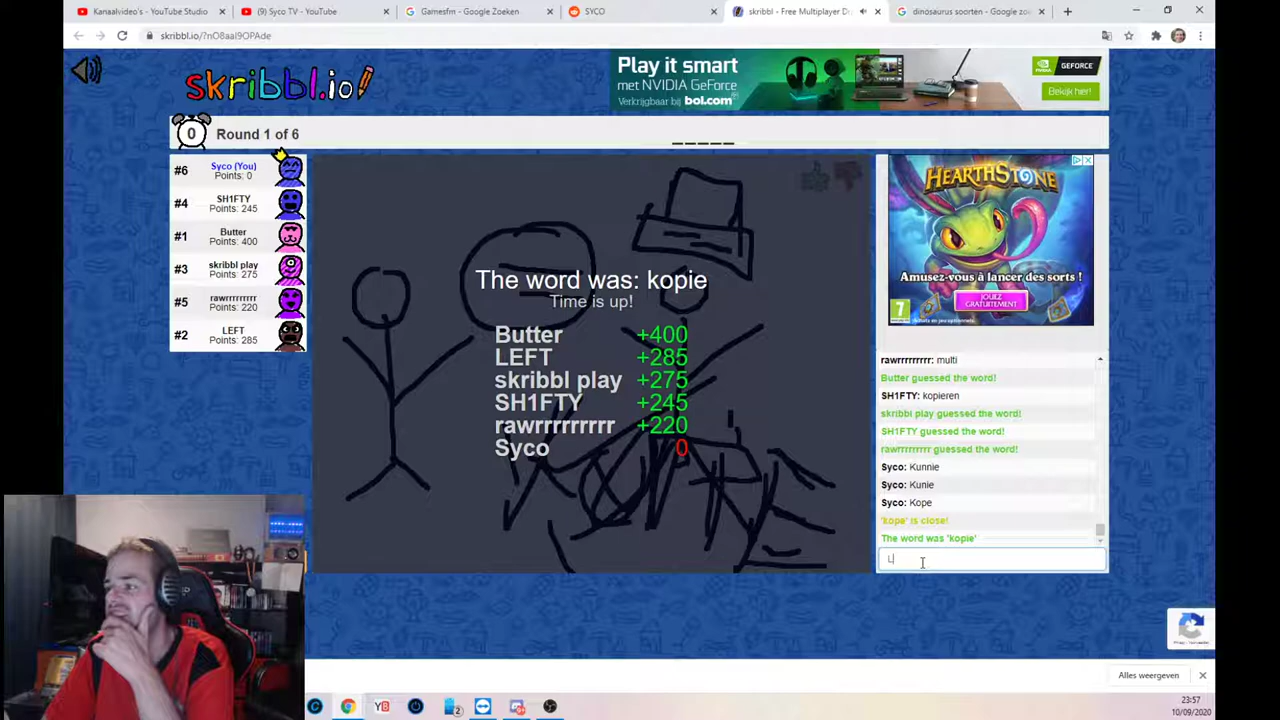 Kanaalvideo's - YouTube Studio
(9) Syco TV - YouTube
Gamesfm - Google Zoeken
SYCO
skribbl - Free Multiplayer D
dinosaurus soorten - Google zo
skribbl.io/?nO8aal9OPAde
skribbl.io
Play it smart
met NVIDIA GeForce
Verkrijgbaar bij bol.com
NVIDIA GEFORCE
Bekijk hier!
0
Round 1 of 6
#6 Syco (You)
Points: 0
#4 SH1FTY
Points: 245
#1 Butter
Points: 400
#3 skribbl play
Points: 275
#5 rawrrrrrrrrr
Points: 220
#2 LEFT
Points: 285
The word was: kopie
Time is up!
Butter +400
LEFT +285
skribbl play +275
SH1FTY +245
rawrrrrrrrrr +220
Syco 0
HEARTHSTONE
Amusez-vous à lancer des sorts !
7
JOUEZ GRATUITEMENT
rawrrrrrrrrr: multi
Butter guessed the word!
SH1FTY: kopieren
skribbl play guessed the word!
SH1FTY guessed the word!
rawrrrrrrrrr guessed the word!
Syco: Kunnie
Syco: Kunie
Syco: Kope
'kope' is close!
The word was 'kopie'
L
Alles weergeven
23:57
10/09/2020